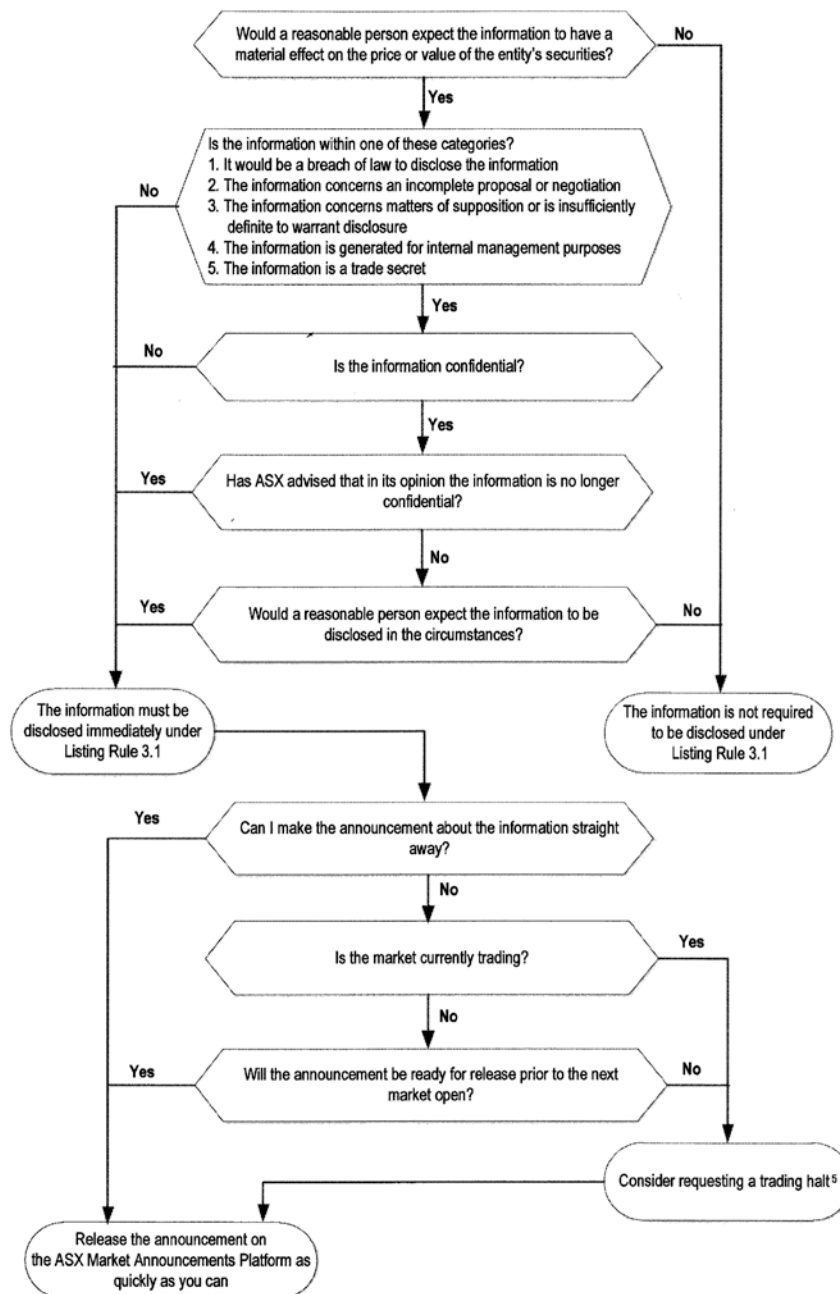 Would a reasonable person expect the information to have a
material effect on the price or value of the entity's securities?
No
Yes
Is the information within one of these categories?
1. It would be a breach of law to disclose the information
2. The information concerns an incomplete proposal or negotiation
3. The information concerns matters of supposition or is insufficiently
definite to warrant disclosure
4. The information is generated for internal management purposes
5. The information is a trade secret
No
Yes
No
Is the information confidential?
Yes
Yes
Has ASX advised that in its opinion the information is no longer
confidential?
No
Yes
Would a reasonable person expect the information to be
disclosed in the circumstances?
No
The information must be
disclosed immediately under
Listing Rule 3.1
The information is not required
to be disclosed under
Listing Rule 3.1
Yes
Can I make the announcement about the information straight
away?
No
Is the market currently trading?
Yes
No
Yes
Will the announcement be ready for release prior to the next
market open?
No
Consider requesting a trading halt5
Release the announcement on
the ASX Market Announcements Platform as
quickly as you can